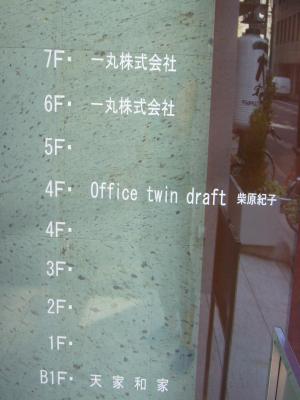 7F・ 一丸株式会社
6F・ 一丸株式会社
5F・
4F・ Office twin draft 柴原紀子
4F・
3F・
2F・
1F・
B1F・ 天家和家